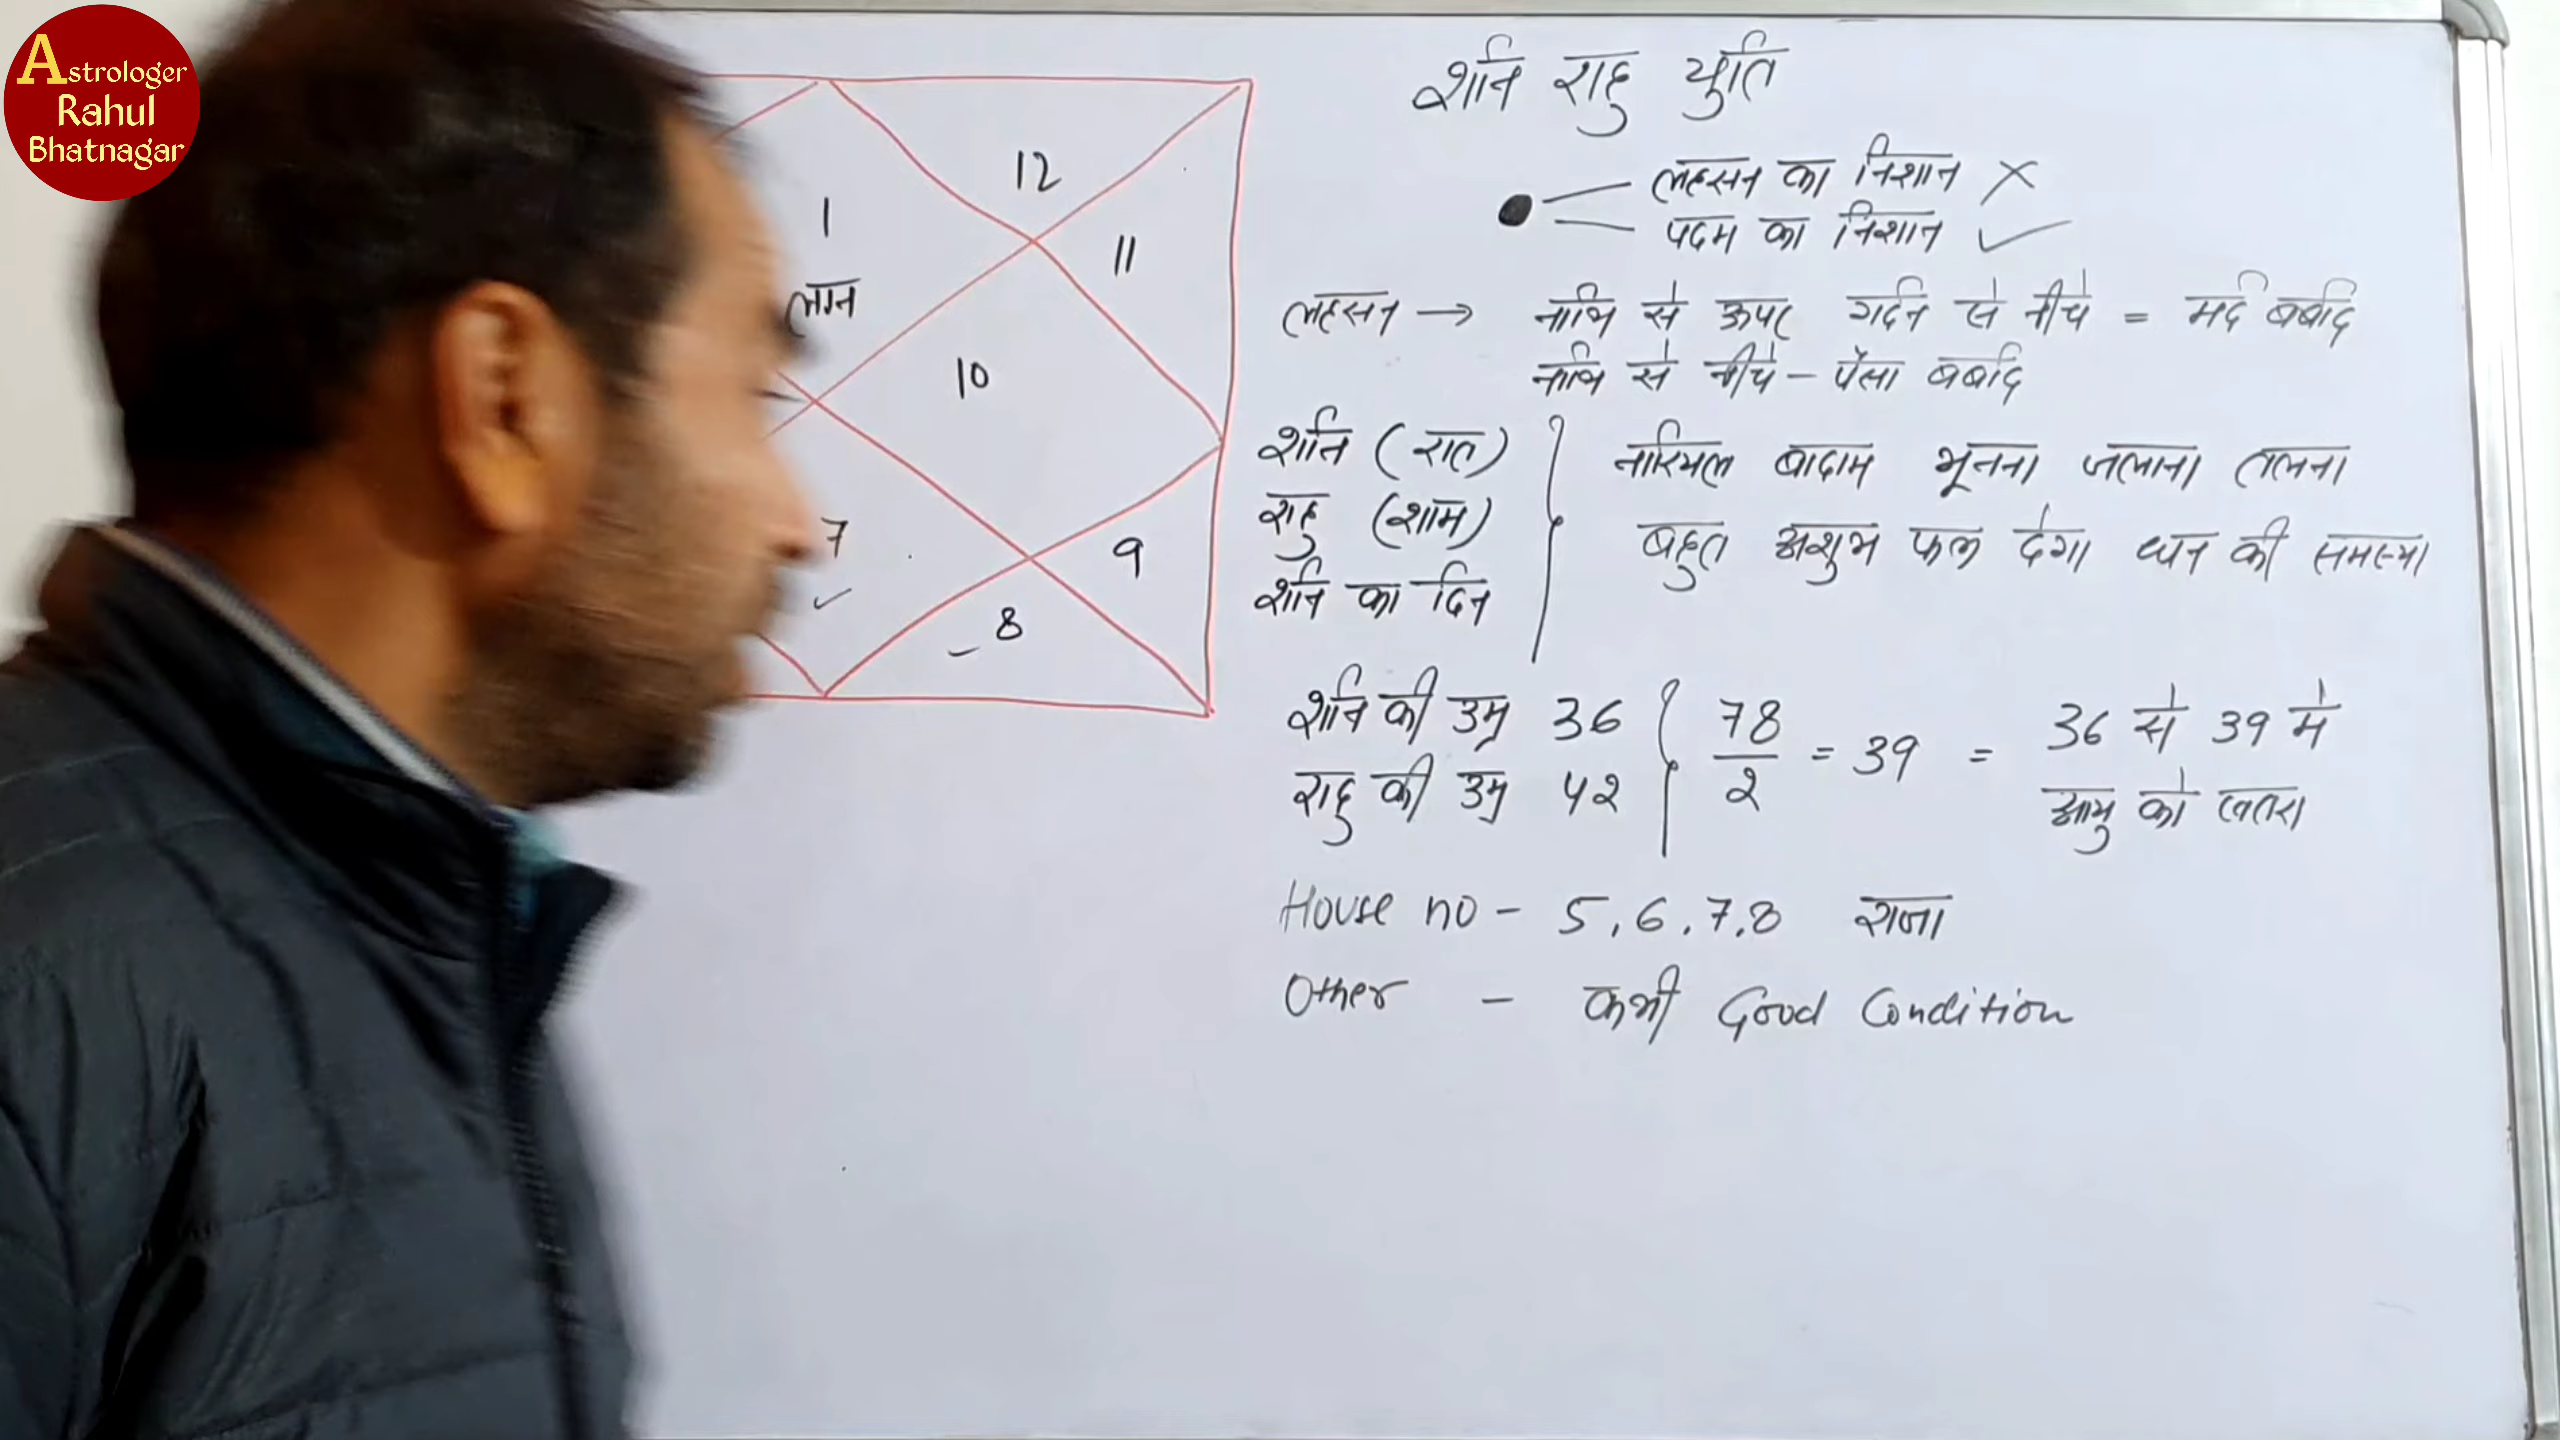 Astrologer
Rahul
Bhatnagar
शनि राहु युति
लहसन का निशान ✗
पदम का निशान ✓
लहसन → नाभि से ऊपर गर्दन से नीचे = मर्द बर्बाद
नाभि से नीचे - पैसा बर्बाद
शनि (रात)
राहु (शाम)
शनि का दिन
नारियल बादाम भूनना जलाना तलना
बहुत अशुभ फल देगा धन की समस्या
शनि की उम्र 36
राहु की उम्र ४२
78/2 = 39 = 36 से 39 में
आयु को खतरा
House no - 5,6,7,8 राजा
Other - कभी Good Condition
12
1
11
लग्न
10
7
9
8